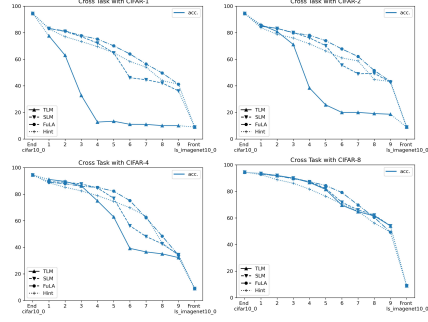 Cross Task with CIFAR-1
100
80
60
40
20
0
acc.
TLM
SLM
FuLA
Hint
End 1 2 3 4 5 6 7 8 9 Front
cifar10_0 ls_imagenet10_0
Cross Task with CIFAR-2
100
80
60
40
20
0
acc.
TLM
SLM
FuLA
Hint
End 1 2 3 4 5 6 7 8 9 Front
cifar10_0 ls_imagenet10_0
Cross Task with CIFAR-4
100
80
60
40
20
0
acc.
TLM
SLM
FuLA
Hint
End 1 2 3 4 5 6 7 8 9 Front
cifar10_0 ls_imagenet10_0
Cross Task with CIFAR-8
100
80
60
40
20
0
acc.
TLM
SLM
FuLA
Hint
End 1 2 3 4 5 6 7 8 9 Front
cifar10_0 ls_imagenet10_0